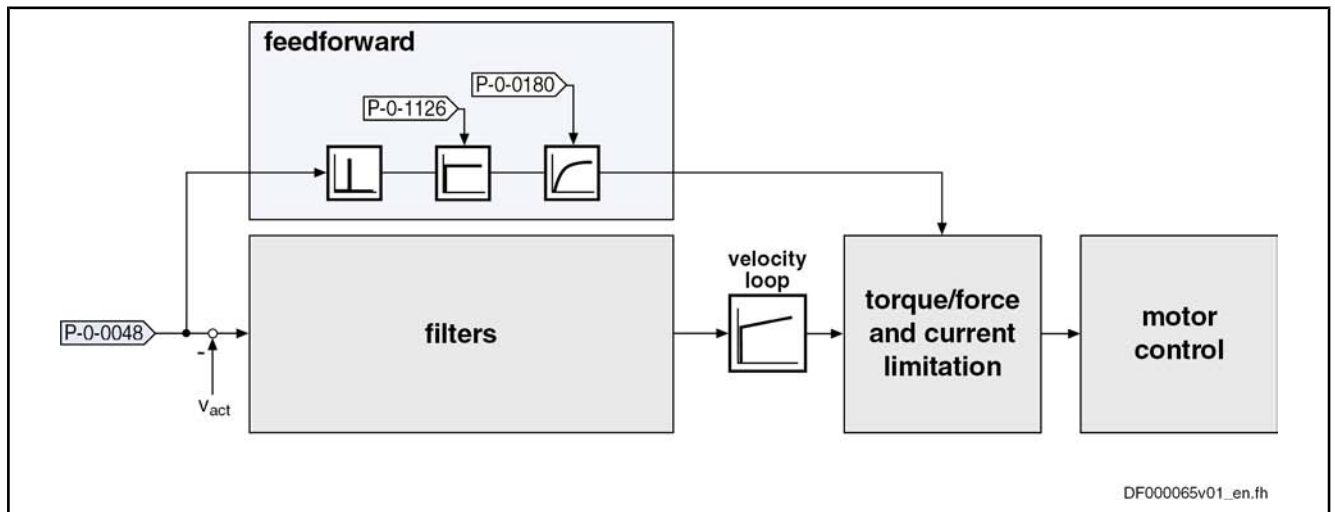 feedforward
P-0-0180
P-0-1126
velocity
loop
P-0-0048
-
vact
filters
torque/force
and current
limitation
motor
control
DF000065v01_en.fh